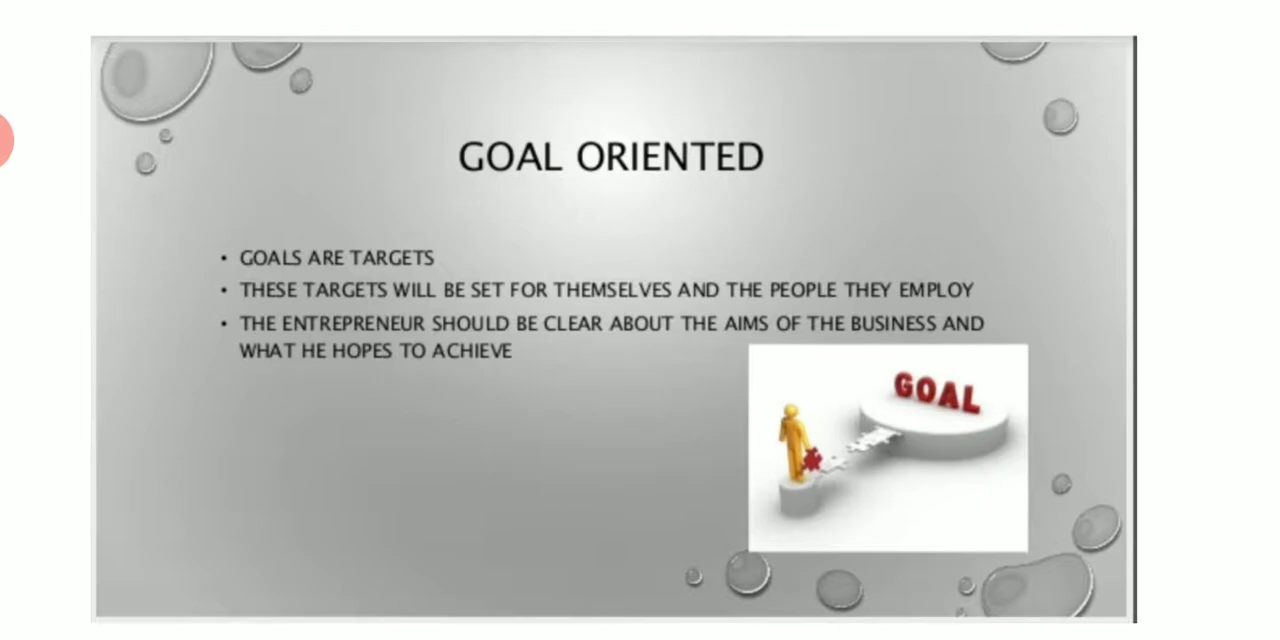 GOAL ORIENTED
• GOALS ARE TARGETS
• THESE TARGETS WILL BE SET FOR THEMSELVES AND THE PEOPLE THEY EMPLOY
• THE ENTREPRENEUR SHOULD BE CLEAR ABOUT THE AIMS OF THE BUSINESS AND
WHAT HE HOPES TO ACHIEVE
GOAL